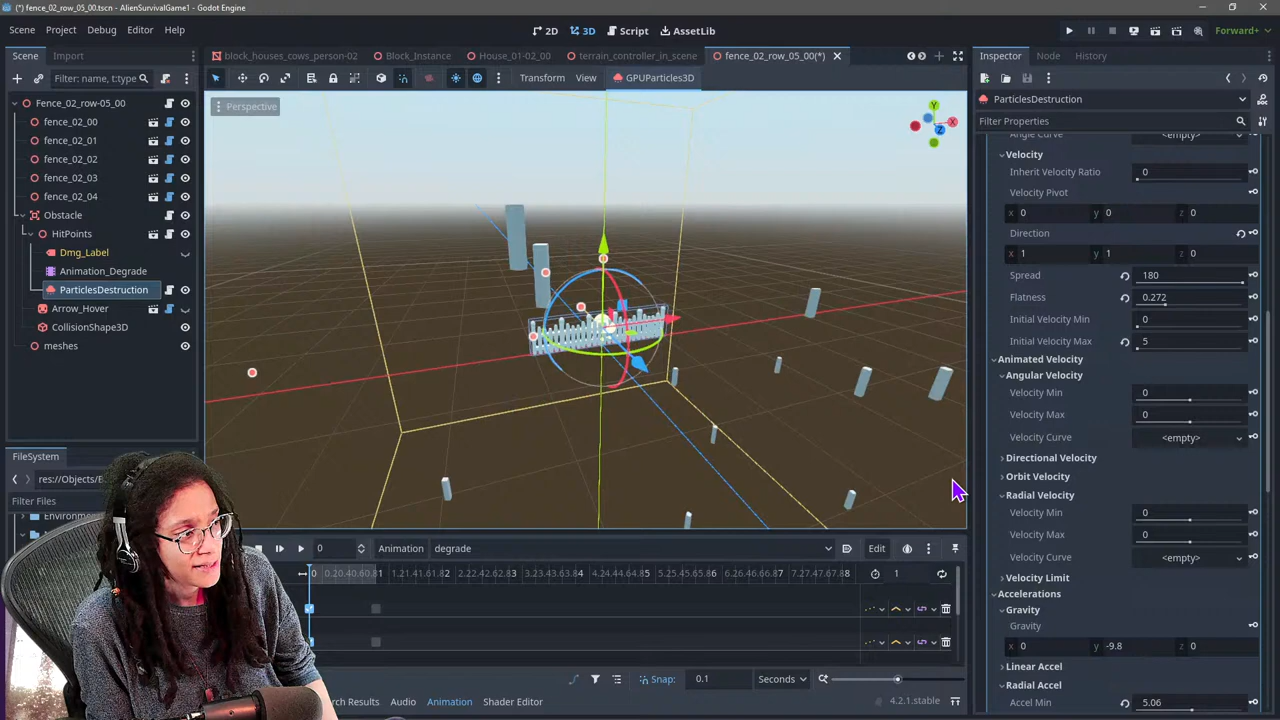 (*) fence_02_row_05_00.tscn - AlienSurvivalGame1 - Godot Engine
Scene Project Debug Editor Help
2D 3D Script AssetLib
Forward+
Scene Import
block_houses_cows_person-02 Block_Instance House_01-02_00 terrain_controller_in_scene fence_02_row_05_00(*)
Inspector Node History
Filter: name, t:type
Transform View GPUParticles3D
Perspective
Fence_02_row-05_00
fence_02_00
fence_02_01
fence_02_02
fence_02_03
fence_02_04
Obstacle
HitPoints
Dmg_Label
Animation_Degrade
ParticlesDestruction
Arrow_Hover
CollisionShape3D
meshes
Y
X
Z
FileSystem
Filter Files
0 Animation degrade Edit
1
Snap: 0.1 Seconds
Audio Animation Shader Editor
4.2.1.stable
ParticlesDestruction
Filter Properties
<empty>
Velocity
Inherit Velocity Ratio 0
Velocity Pivot
x 0 y 0 z 0
Direction
x 1 y 1 z 0
Spread 180
Flatness 0.272
Initial Velocity Min 0
Initial Velocity Max 5
Animated Velocity
Angular Velocity
Velocity Min 0
Velocity Max 0
Velocity Curve <empty>
Directional Velocity
Orbit Velocity
Radial Velocity
Velocity Min 0
Velocity Max 0
Velocity Curve <empty>
Velocity Limit
Accelerations
Gravity
Gravity
x 0 y -9.8 z 0
Linear Accel
Radial Accel
Accel Min 5.06